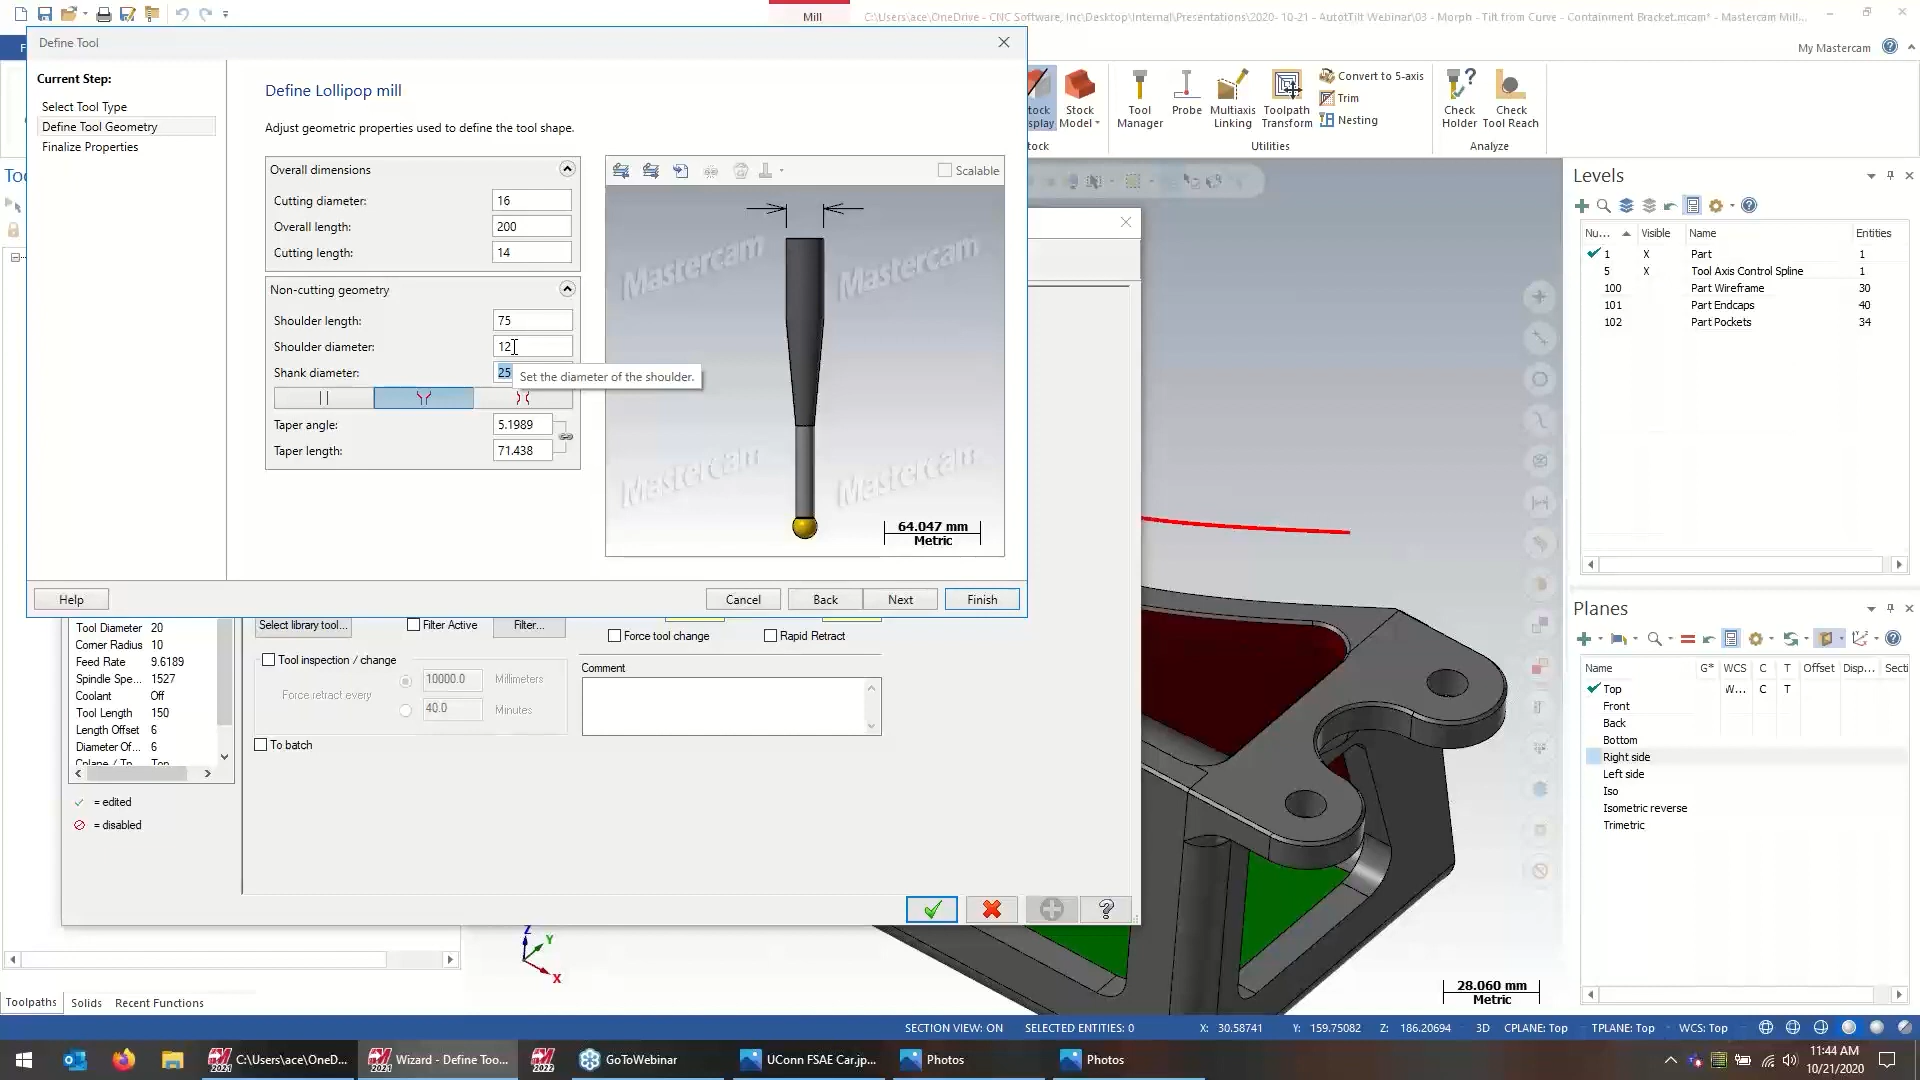 Mill
C:\Users\ace\OneDrive - CNC Software, Inc\Desktop\Internal\Presentations\2020- 10-21 - AutotTilt Webinar\03 - Morph - Tilt from Curve - Containment Bracket.mcam* - Mastercam Mill...
Define Tool
My Mastercam
Current Step:
Select Tool Type
Define Tool Geometry
Finalize Properties
Define Lollipop mill
Adjust geometric properties used to define the tool shape.
Overall dimensions
Cutting diameter: 16
Overall length: 200
Cutting length: 14
Non-cutting geometry
Shoulder length: 75
Shoulder diameter: 12
Shank diameter: 25
Set the diameter of the shoulder.
Taper angle: 5.1989
Taper length: 71.438
Scalable
Mastercam
Mastercam
Mastercam
Mastercam
64.047 mm
Metric
Help
Cancel
Back
Next
Finish
Stock
Model
Tool
Manager
Probe
Multiaxis
Linking
Toolpath
Transform
Convert to 5-axis
Trim
Nesting
Check
Holder
Check
Tool Reach
Utilities
Analyze
Levels
Nu... Visible Name Entities
1 X Part 1
5 X Tool Axis Control Spline 1
100 Part Wireframe 30
101 Part Endcaps 40
102 Part Pockets 34
Planes
Name G* WCS C T Offset Disp... Secti
Top W... C T
Front
Back
Bottom
Right side
Left side
Iso
Isometric reverse
Trimetric
Tool Diameter 20
Corner Radius 10
Feed Rate 9.6189
Spindle Spe... 1527
Coolant Off
Tool Length 150
Length Offset 6
Diameter Of... 6
= edited
= disabled
Select library tool...
Filter Active
Filter...
Tool inspection / change
Force retract every
10000.0 Millimeters
40.0 Minutes
To batch
Force tool change
Rapid Retract
Comment
Z
Y
X
28.060 mm
Metric
Toolpaths Solids Recent Functions
SECTION VIEW: ON SELECTED ENTITIES: 0 X: 30.58741 Y: 159.75082 Z: 186.20694 3D CPLANE: Top TPLANE: Top WCS: Top
C:\Users\ace\OneD...
Wizard - Define Too...
GoToWebinar
UConn FSAE Car.jp...
Photos
Photos
11:44 AM
10/21/2020